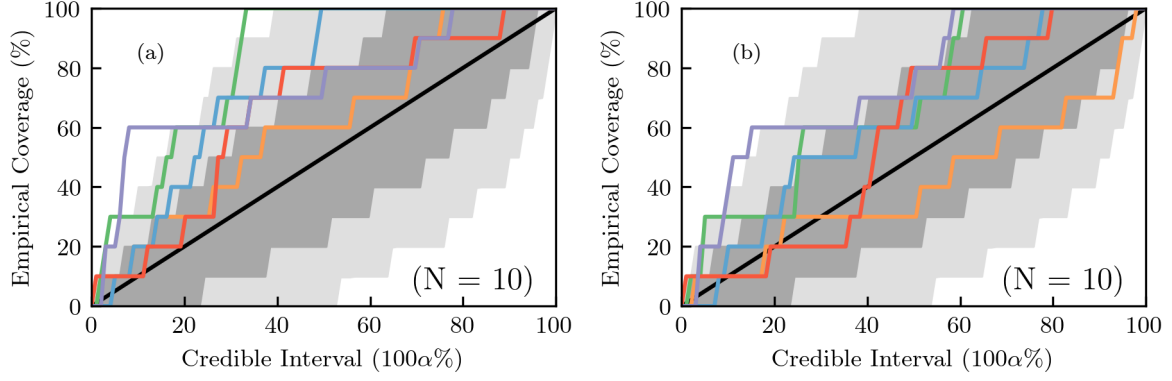 100
80
60
40
20
0
Empirical Coverage (%)
(a)
(N = 10)
0 20 40 60 80 100
Credible Interval (100α%)
100
80
60
40
20
0
Empirical Coverage (%)
(b)
(N = 10)
0 20 40 60 80 100
Credible Interval (100α%)